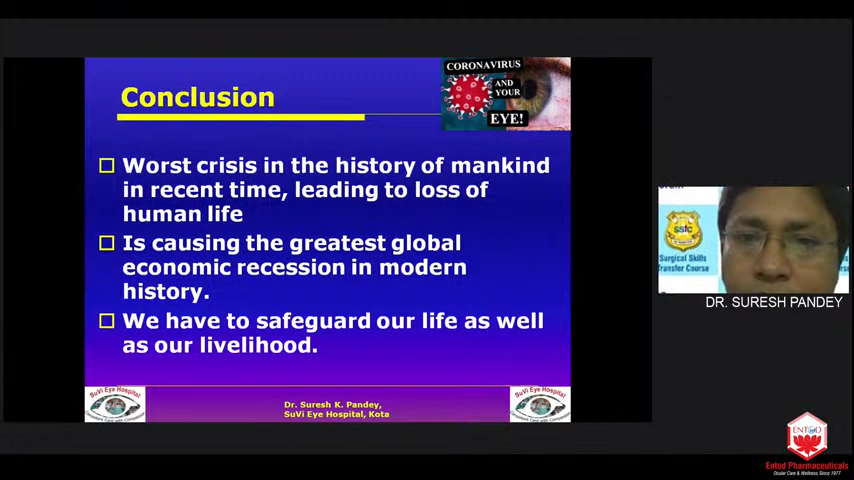 Conclusion
CORONAVIRUS
AND
YOUR
EYE!
Worst crisis in the history of mankind
in recent time, leading to loss of
human life
Is causing the greatest global
economic recession in modern
history.
We have to safeguard our life as well
as our livelihood.
SuVi Eye Hospital
Dr. Suresh K. Pandey,
SuVi Eye Hospital, Kota
SuVi Eye Hospital
SSTC
Surgical Skills
Transfer Course
DR. SURESH PANDEY
ENTOD
Entod Pharmaceuticals
Ocular Care & Wellness Since 1977